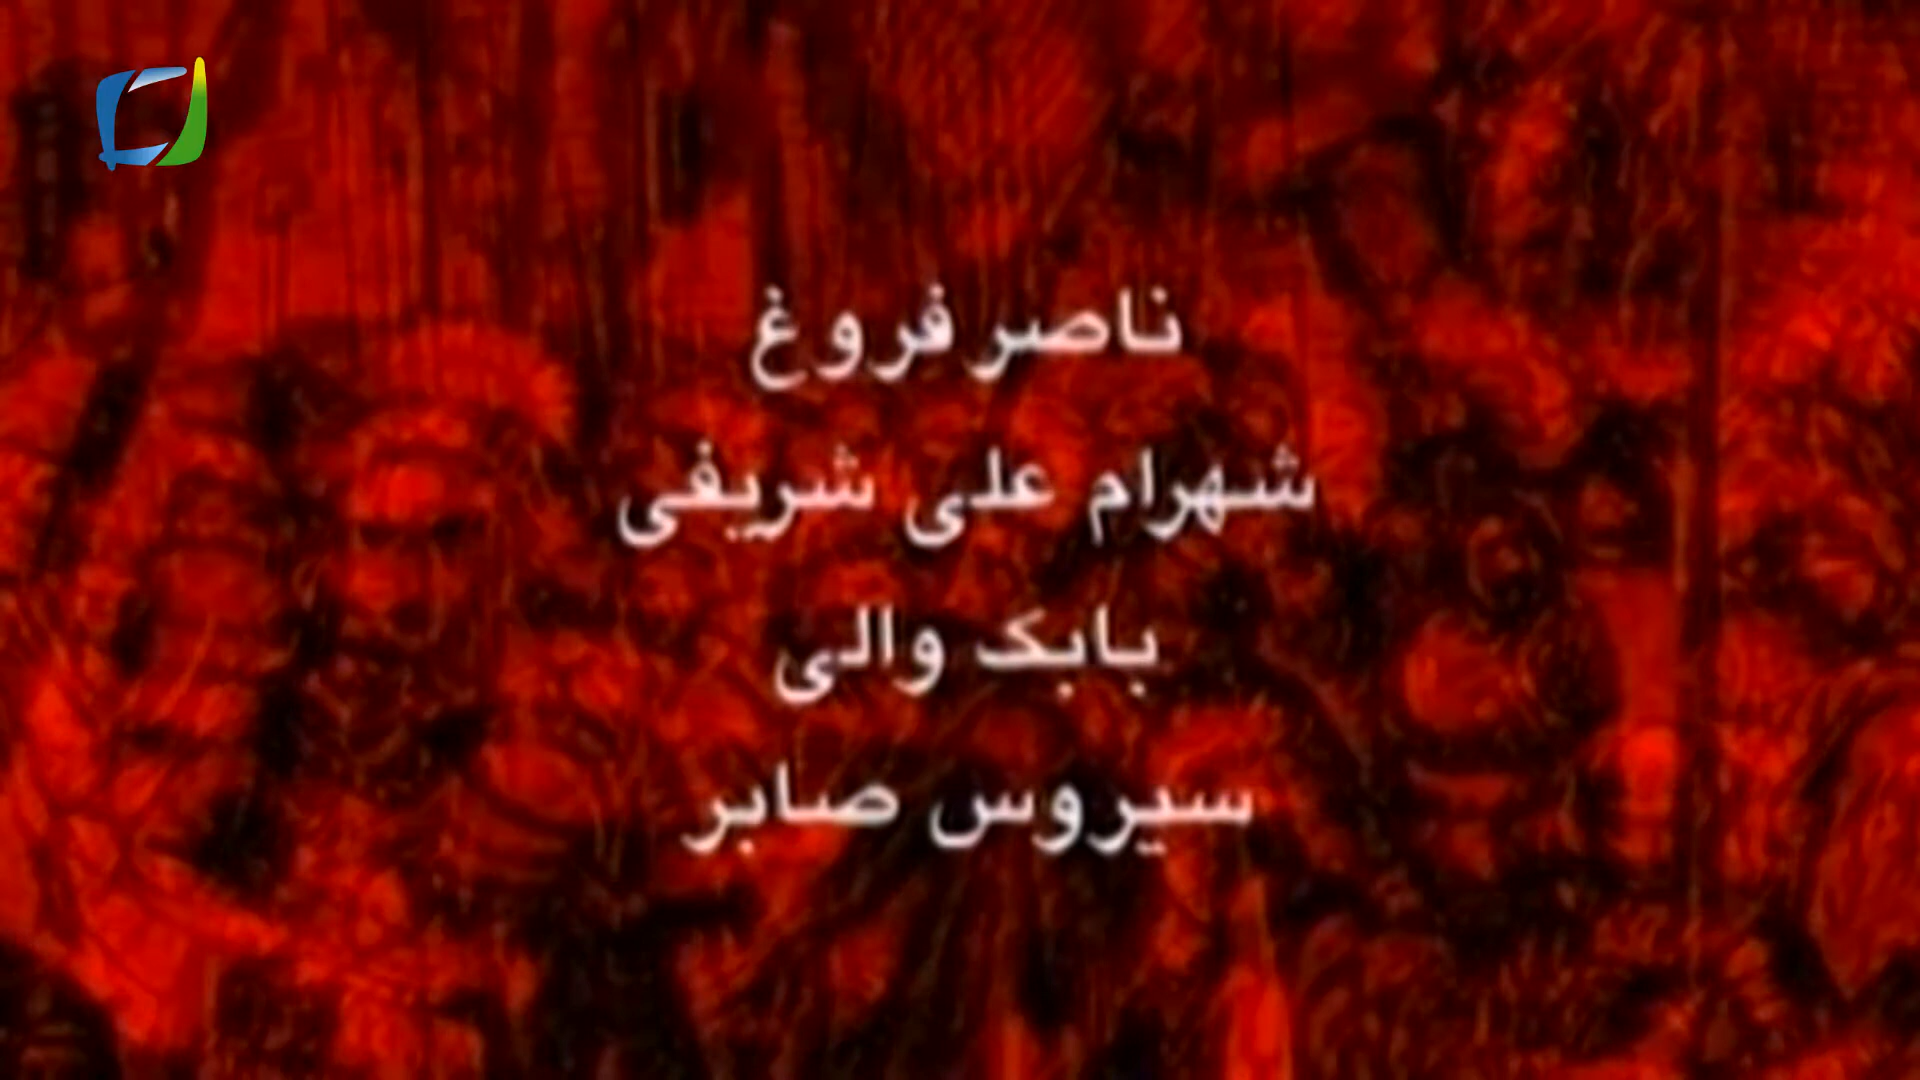 ناصر فروغ
شهرام علی شریفی
بابک والی
سیروس صابر